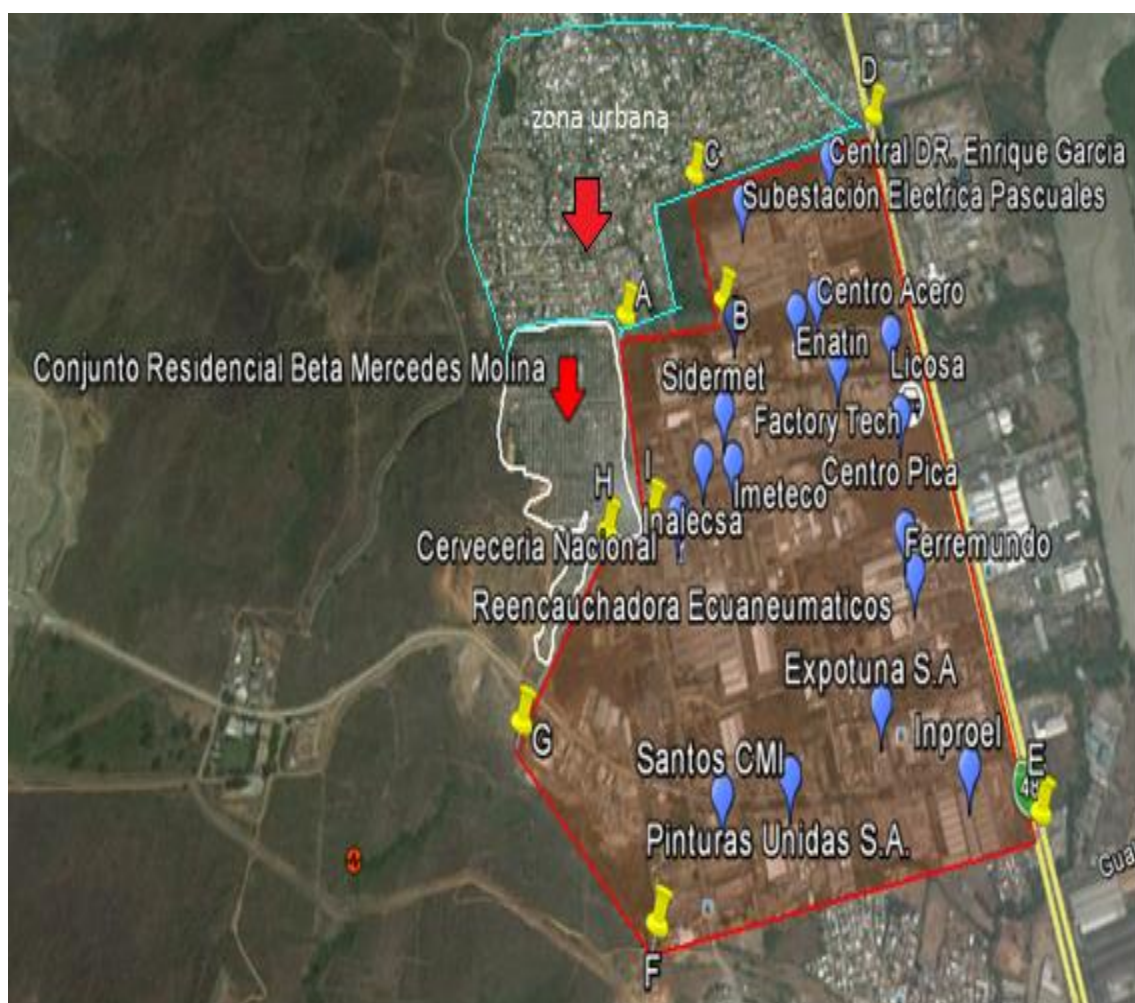 D
zona urbana
C
Central DR. Enrique Garcia
Subestación Electrica Pascuales
A
B
Centro Acero
Enatin
Licosa
Conjunto Residencial Beta Mercedes Molina
Sidermet
Factory Tech
Centro Pica
H
I
Imeteco
Inalecsa
Cerveceria Nacional
Ferremundo
Reencauchadora Ecuaneumaticos
Expotuna S.A
G
Inproel
Santos CMI
E
48
Pinturas Unidas S.A.
F